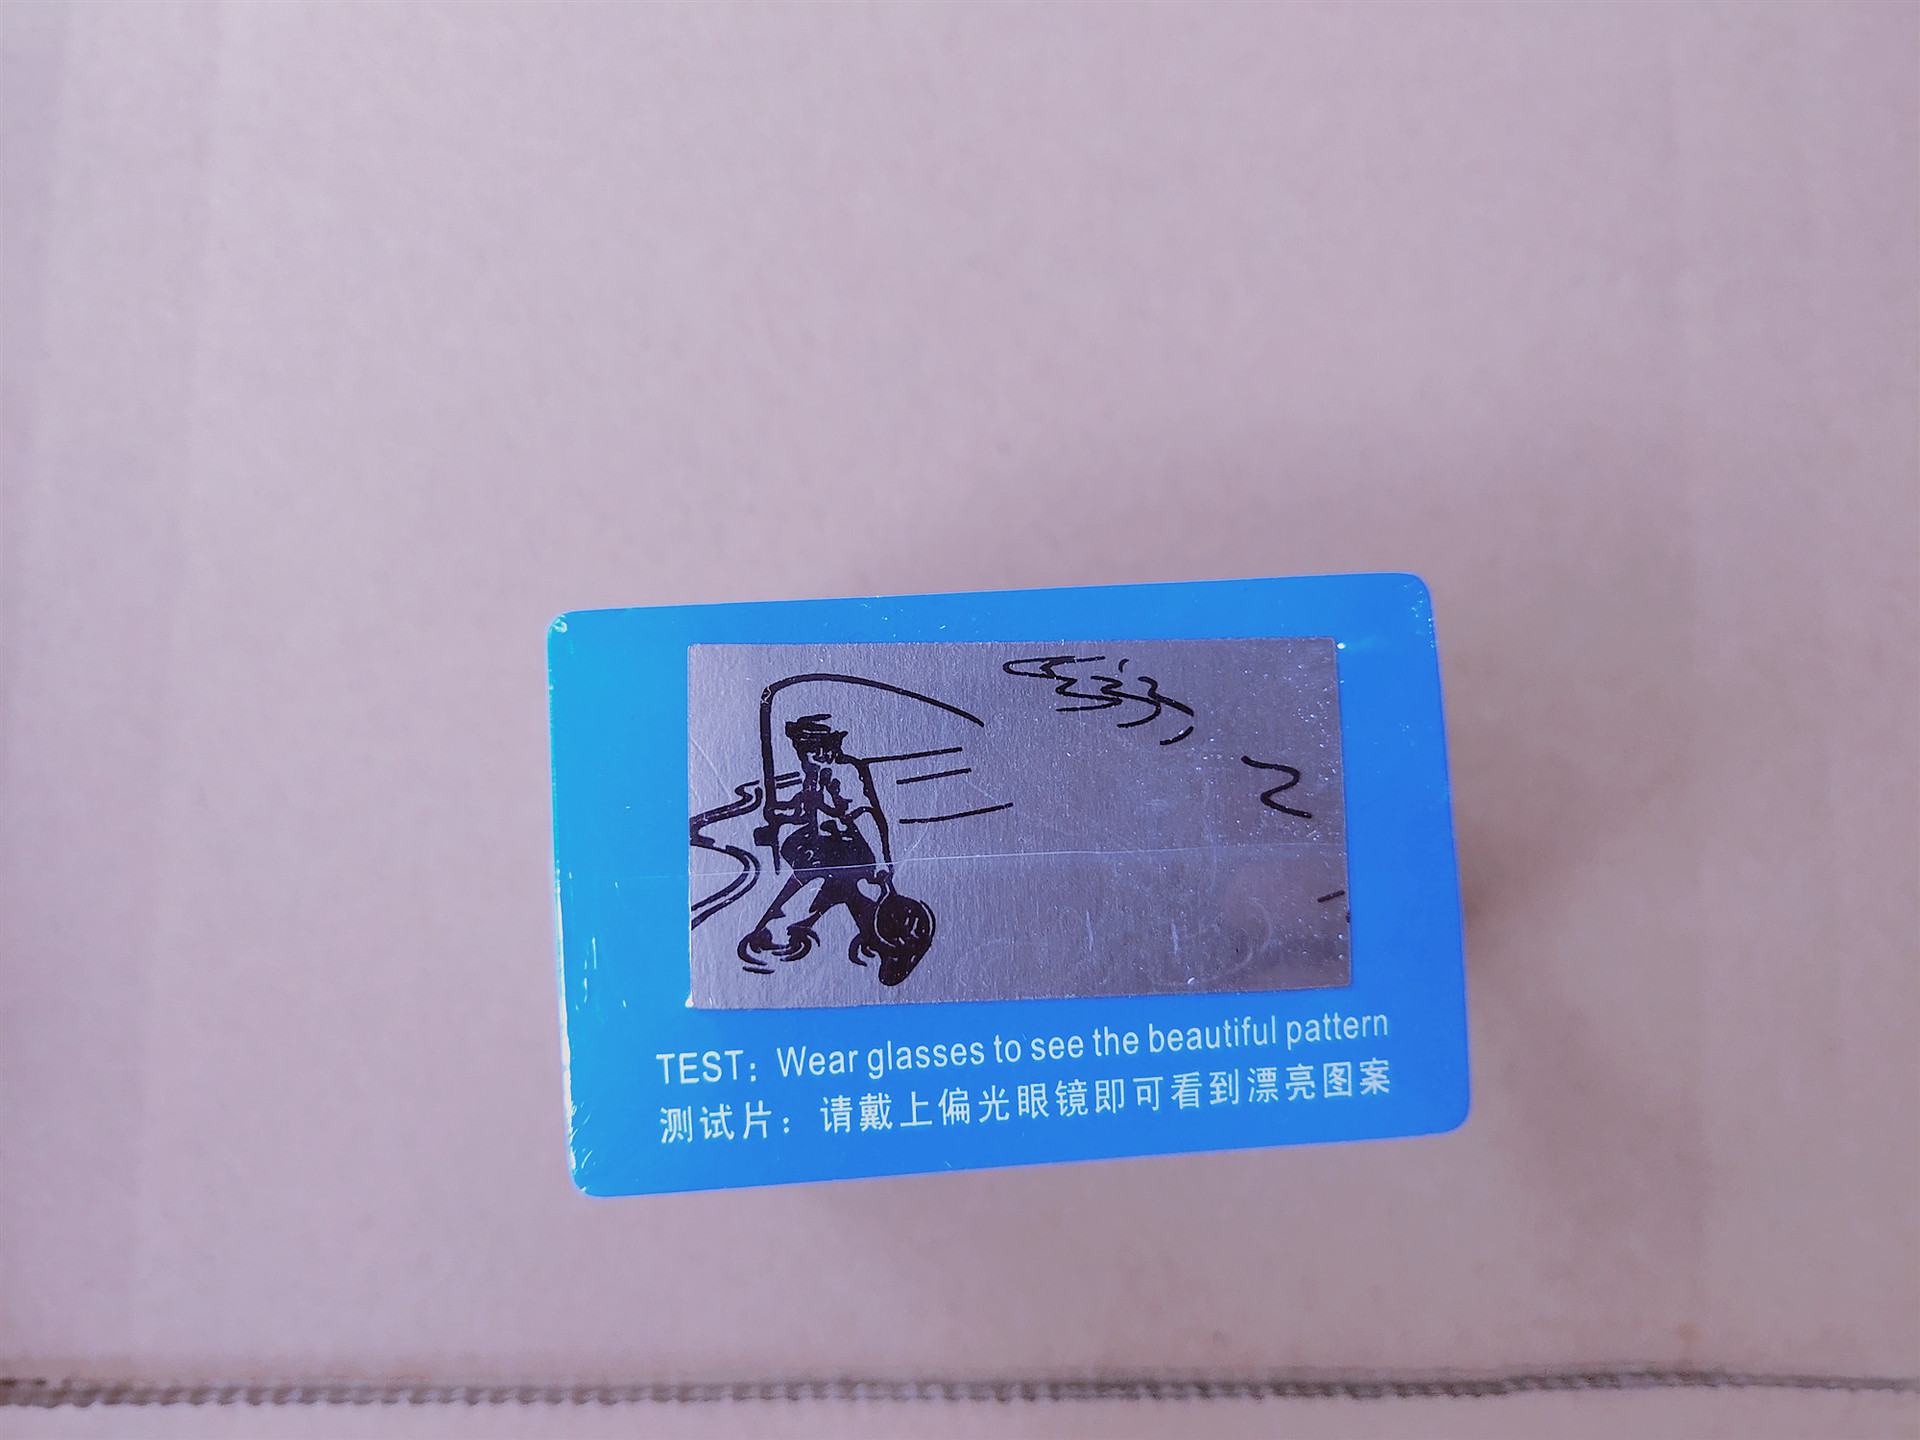 TEST: Wear glasses to see the beautiful pattern
测试片：请戴上偏光眼镜即可看到漂亮图案